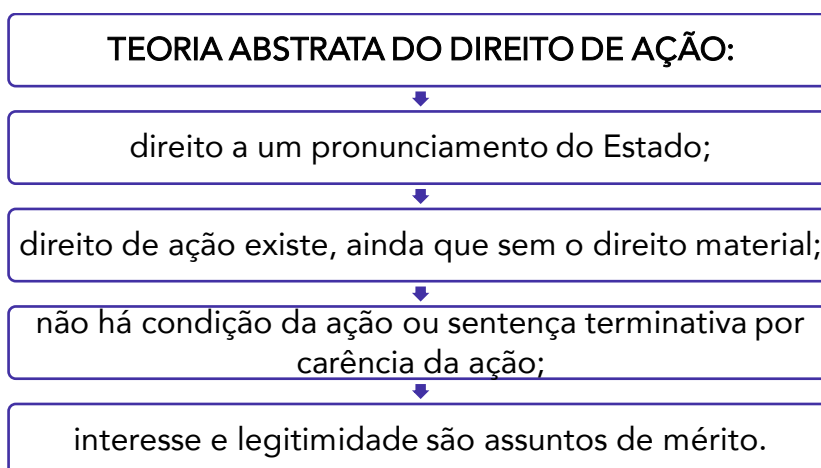 TEORIA ABSTRATA DO DIREITO DE AÇÃO:
direito a um pronunciamento do Estado;
direito de ação existe, ainda que sem o direito material;
não há condição da ação ou sentença terminativa por
carência da ação;
interesse e legitimidade são assuntos de mérito.